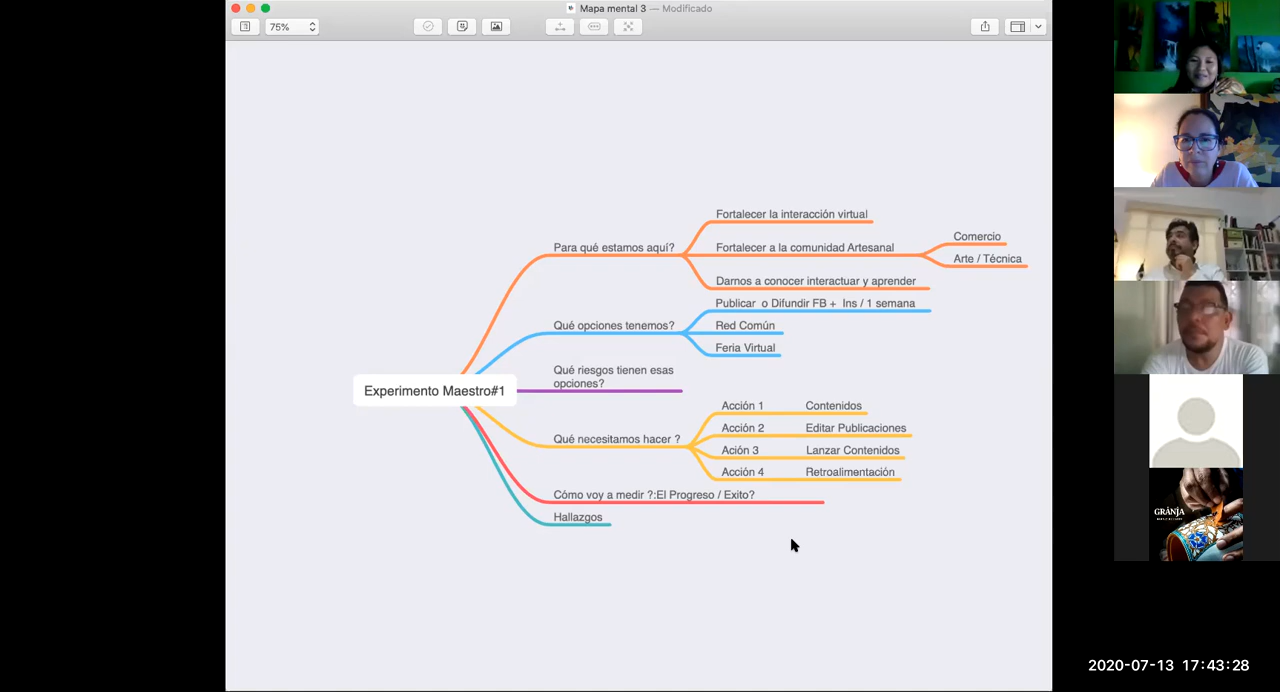 Mapa mental 3 — Modificado
75%
Fortalecer la interacción virtual
Para qué estamos aquí?
Fortalecer a la comunidad Artesanal
Comercio
Arte / Técnica
Darnos a conocer interactuar y aprender
Publicar  o Difundir FB +  Ins / 1 semana
Qué opciones tenemos?
Red Común
Feria Virtual
Qué riesgos tienen esas
opciones?
Experimento Maestro#1
Acción 1 Contenidos
Acción 2 Editar Publicaciones
Qué necesitamos hacer ?
Ación 3 Lanzar Contenidos
Acción 4 Retroalimentación
Cómo voy a medir ?:El Progreso / Exito?
Hallazgos
GRANJA
2020-07-13 17:43:28